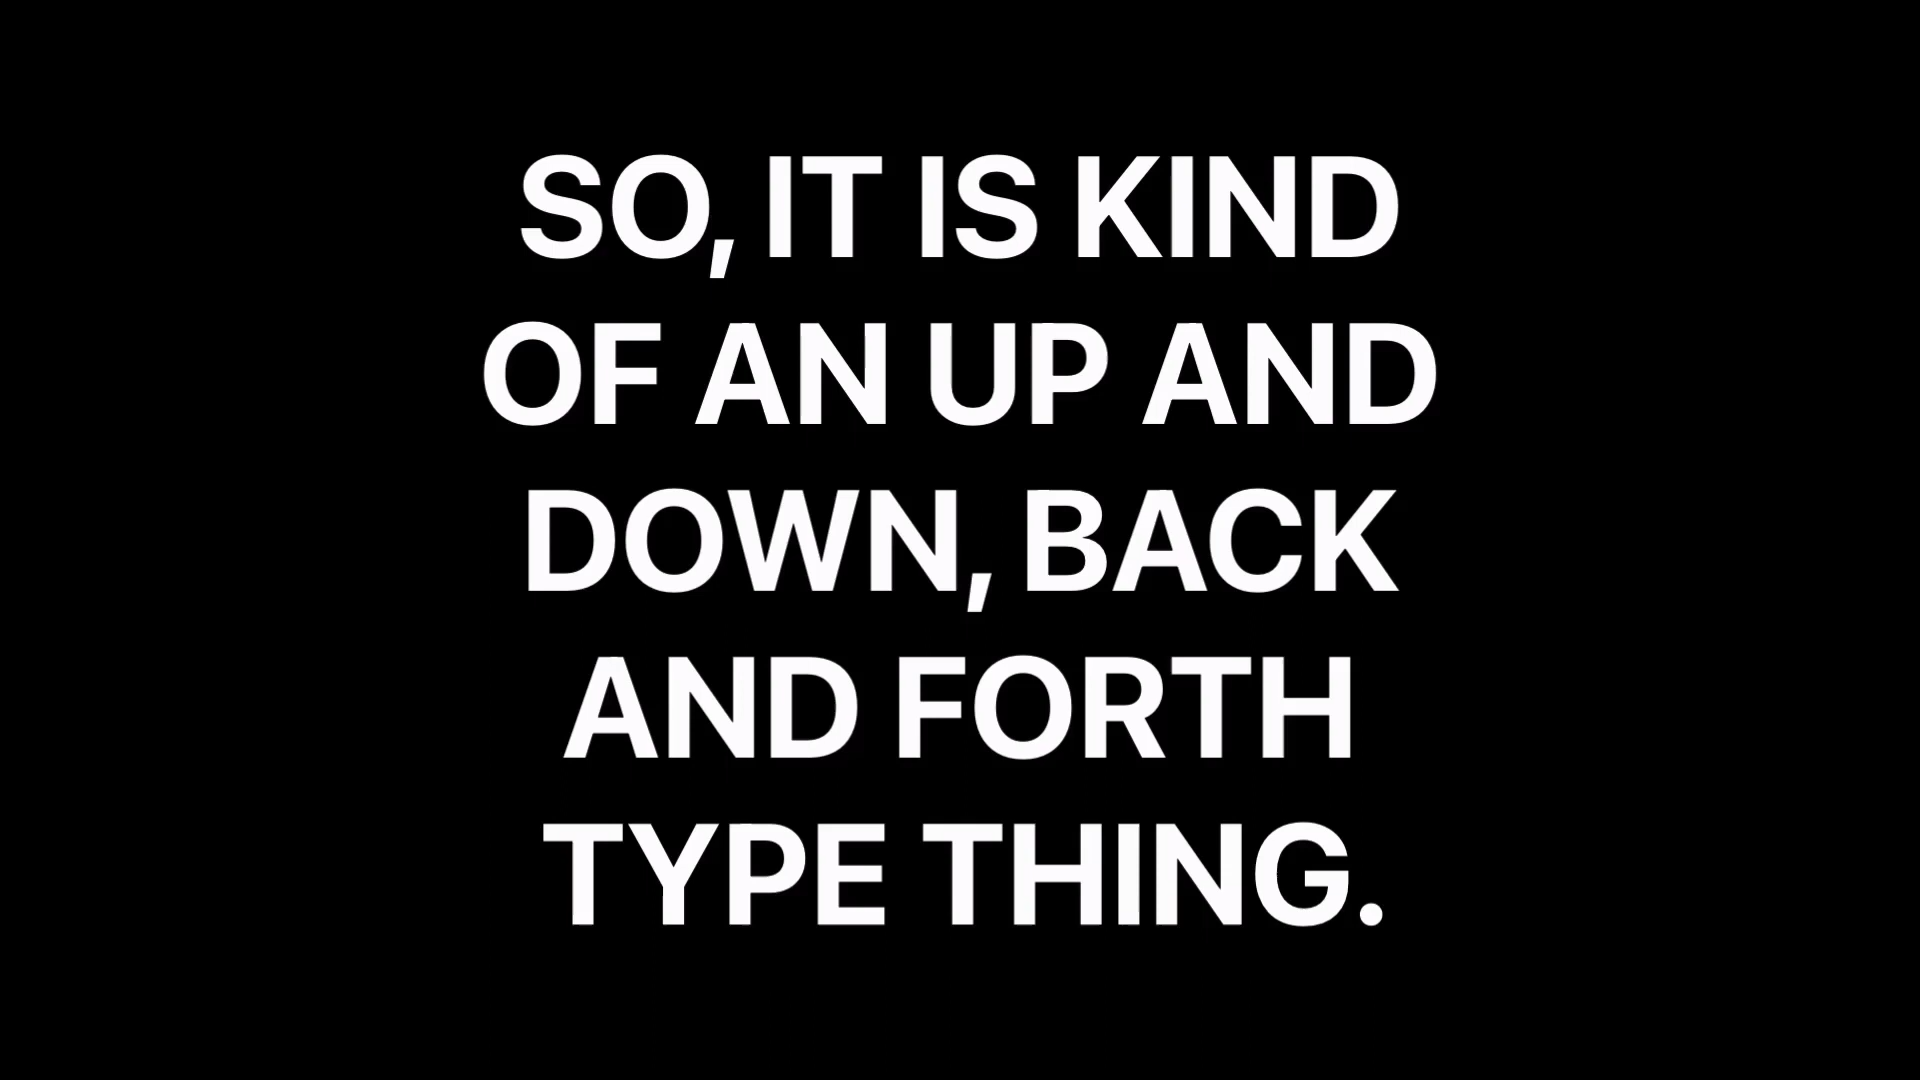 SO, IT IS KIND
OF AN UP AND
DOWN, BACK
AND FORTH
TYPE THING.